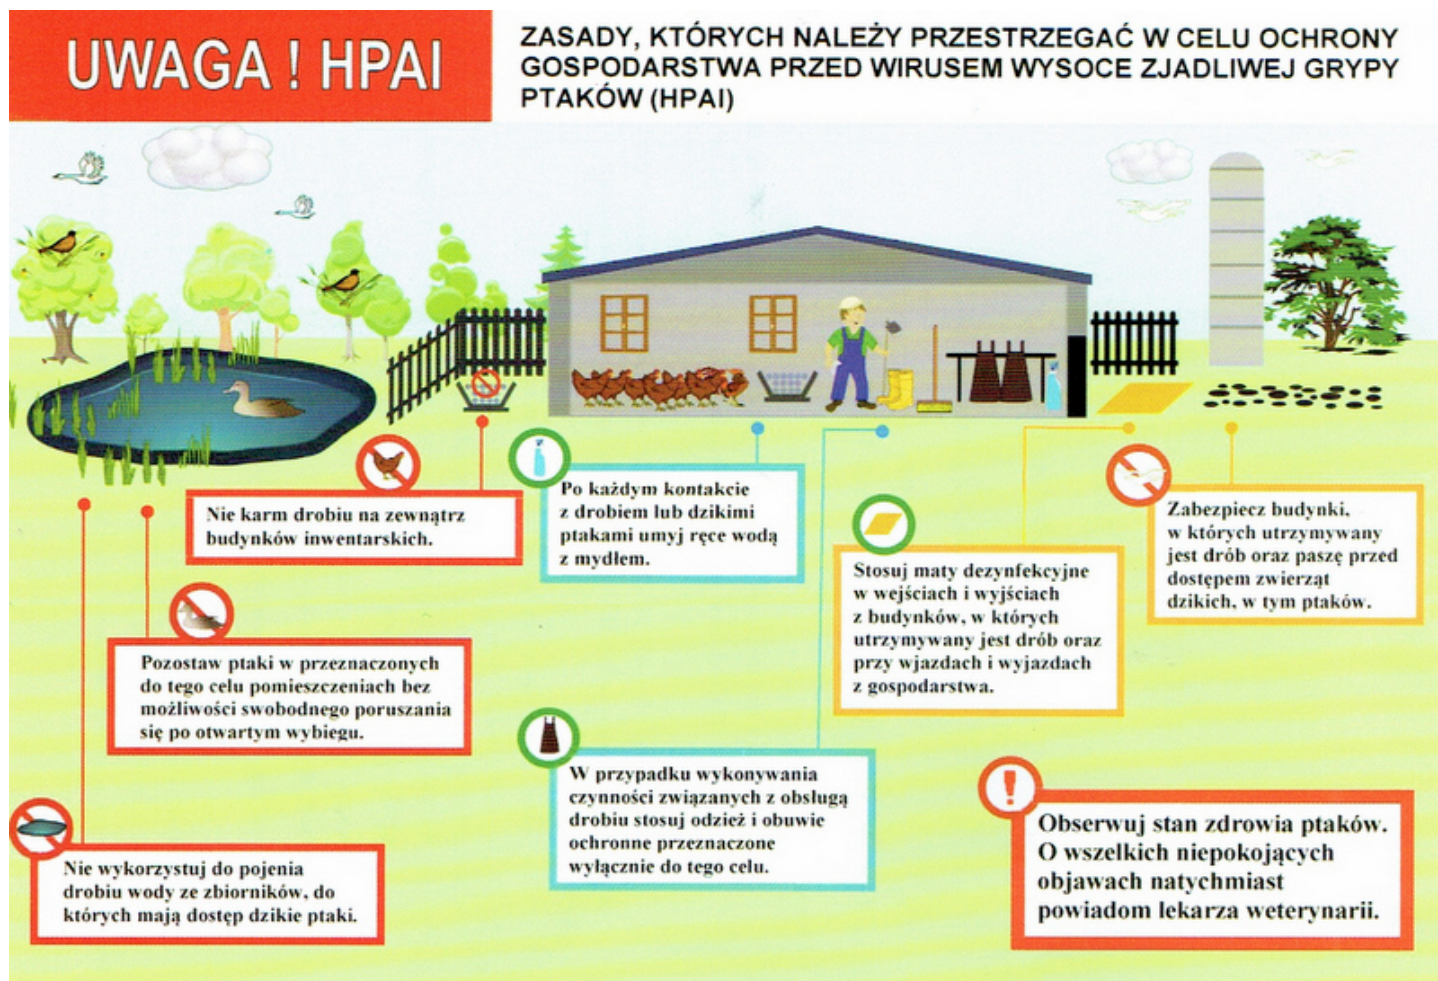 UWAGA ! HPAI
ZASADY, KTÓRYCH NALEŻY PRZESTRZEGAĆ W CELU OCHRONY
GOSPODARSTWA PRZED WIRUSEM WYSOCE ZJADLIWEJ GRYPY
PTAKÓW (HPAI)
Nie karm drobiu na zewnątrz
budynków inwentarskich.
Po każdym kontakcie
z drobiem lub dzikimi
ptakami umyj ręce wodą
z mydłem.
Stosuj maty dezynfekcyjne
w wejściach i wyjściach
z budynków, w których
utrzymywany jest drób oraz
przy wjazdach i wyjazdach
z gospodarstwa.
Zabezpiecz budynki,
w których utrzymywany
jest drób oraz paszę przed
dostępem zwierząt
dzikich, w tym ptaków.
Pozostaw ptaki w przeznaczonych
do tego celu pomieszczeniach bez
możliwości swobodnego poruszania
się po otwartym wybiegu.
W przypadku wykonywania
czynności związanych z obsługą
drobiu stosuj odzież i obuwie
ochronne przeznaczone
wyłącznie do tego celu.
Nie wykorzystuj do pojenia
drobiu wody ze zbiorników, do
których mają dostęp dzikie ptaki.
Obserwuj stan zdrowia ptaków.
O wszelkich niepokojących
objawach natychmiast
powiadom lekarza weterynarii.